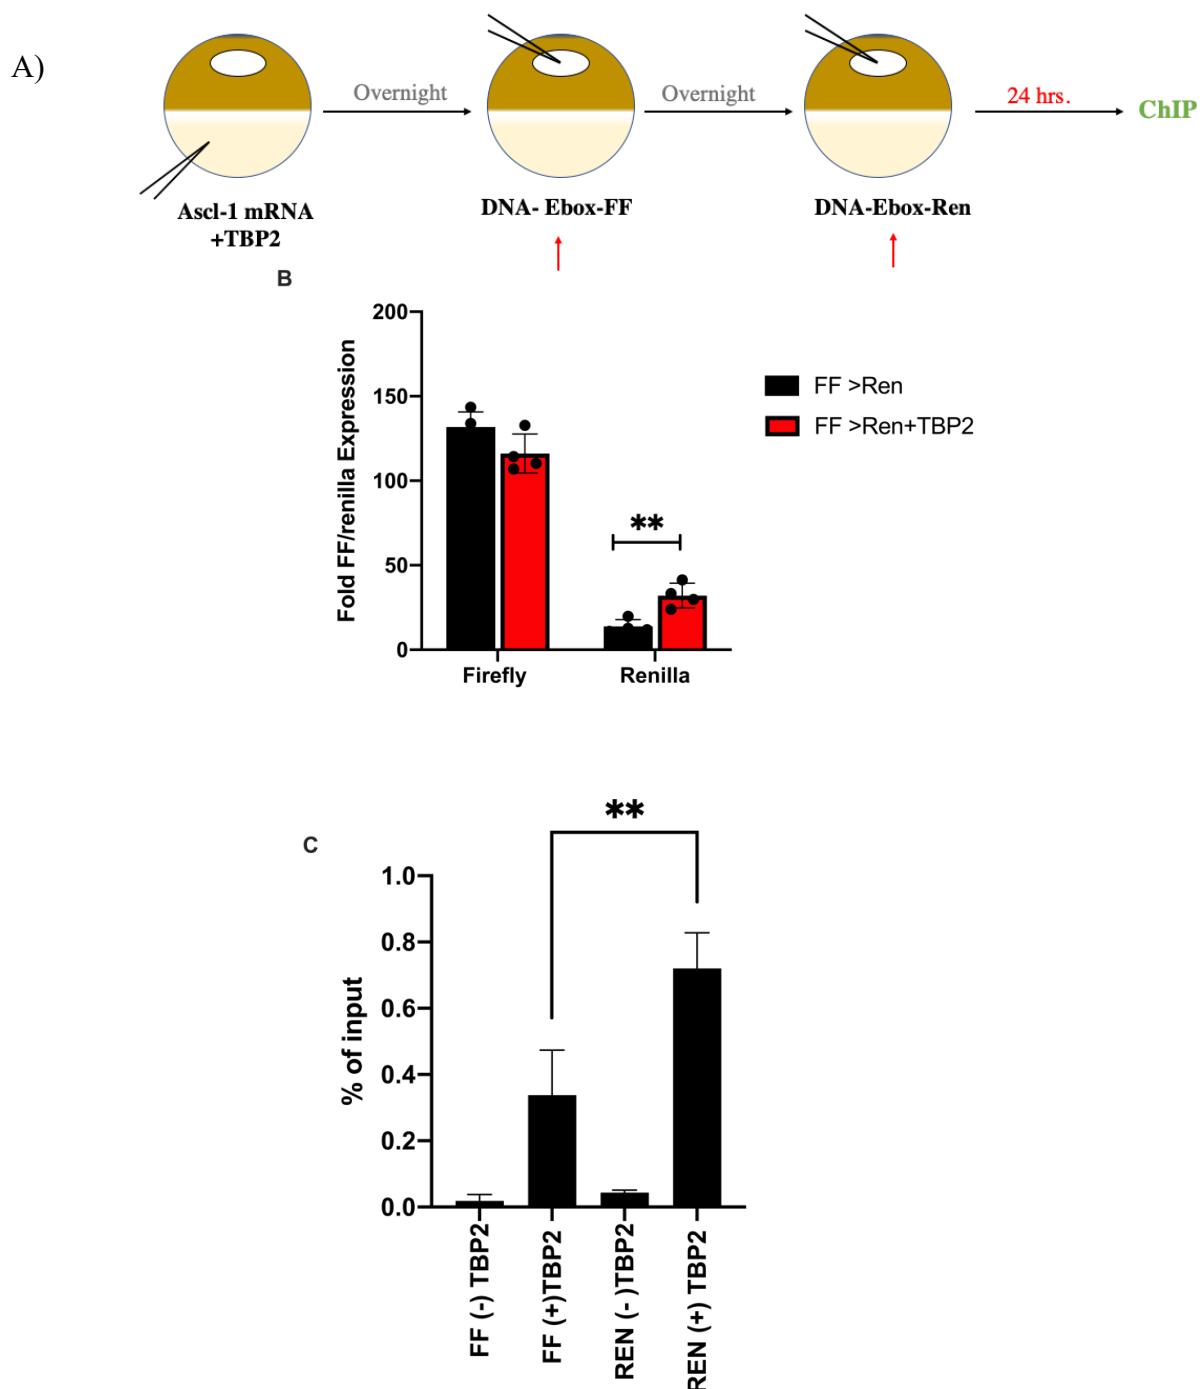 A)
Overnight
Overnight
24 hrs.
ChIP
Ascl-1 mRNA
+TBP2
DNA- Ebox-FF
DNA-Ebox-Ren
B
Fold FF/renilla Expression
200
150
100
50
0
**
Firefly
Renilla
FF >Ren
FF >Ren+TBP2
C
**
% of input
1.0
0.8
0.6
0.4
0.2
0.0
FF (-) TBP2
FF (+)TBP2
REN (- )TBP2
REN (+) TBP2